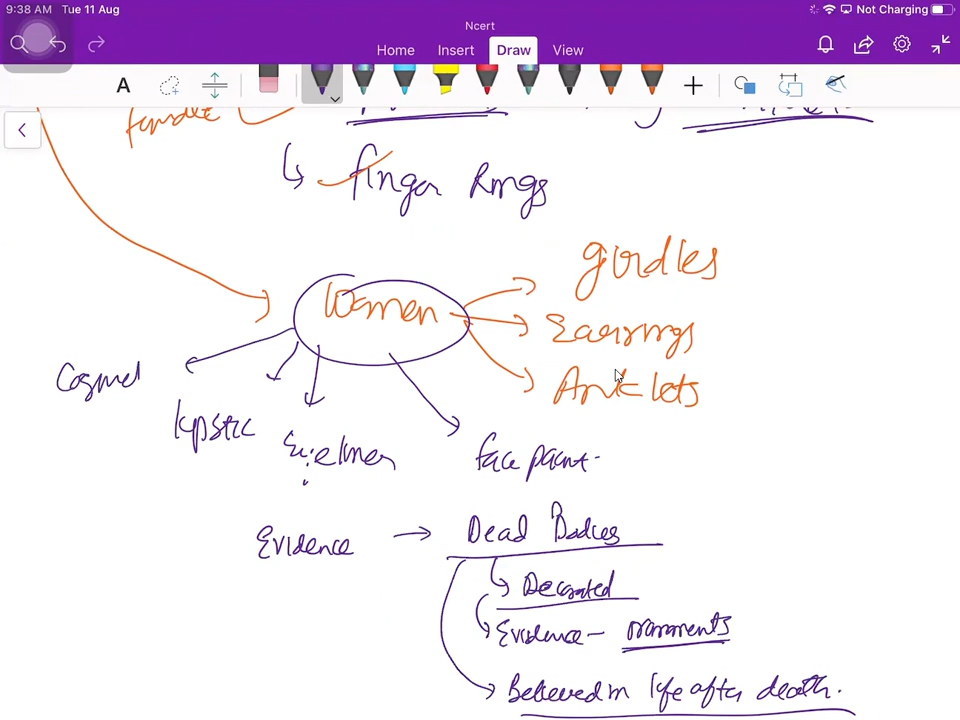 9:38 AM Tue 11 Aug
Not Charging
Ncert
Home Insert Draw View
A
female
finger Rings
Women
girdles
Earrings
Anklets
Cosmet
lipstic
Eyeliner
face paint
Evidence → Dead Bodies
Decorated
Evidence - ornaments
Believed in life after death.